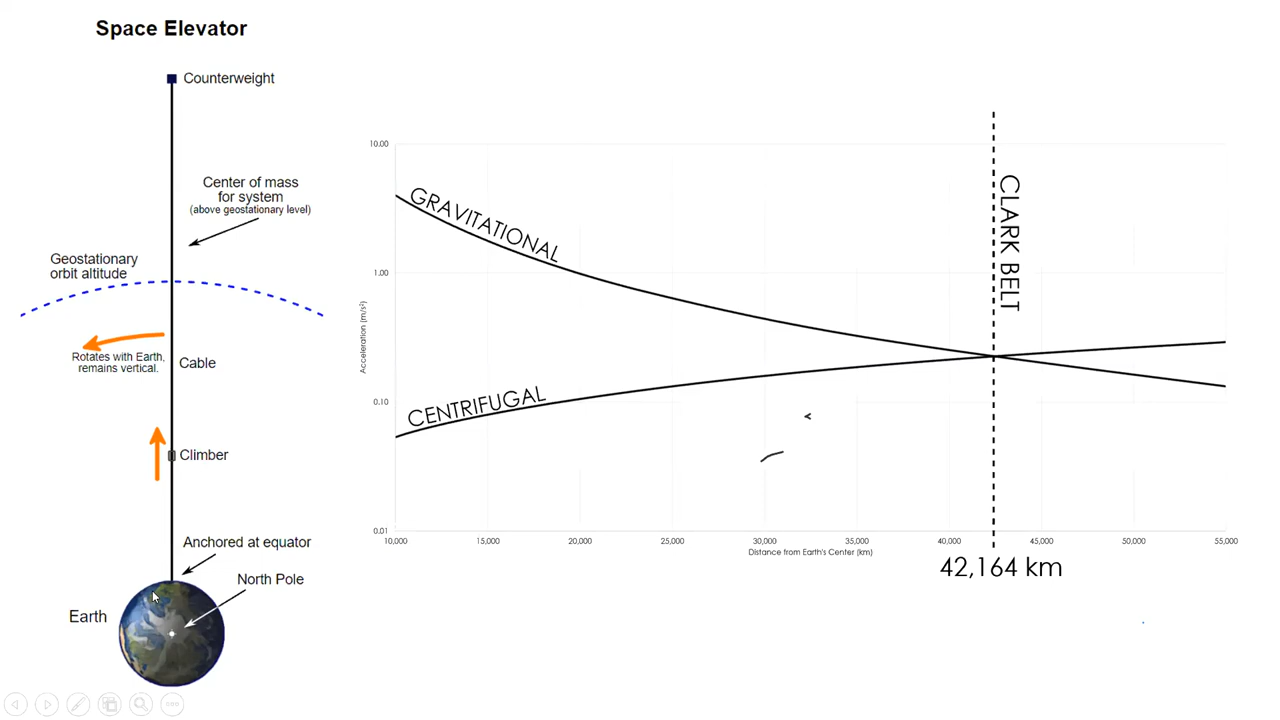 Space Elevator
Counterweight
Center of mass
for system
(above geostationary level)
Geostationary
orbit altitude
Rotates with Earth,
remains vertical.
Cable
Climber
Anchored at equator
North Pole
Earth
10.00
1.00
0.10
0.01
Acceleration (m/s²)
GRAVITATIONAL
CENTRIFUGAL
CLARK BELT
10,000
15,000
20,000
25,000
30,000
35,000
40,000
45,000
50,000
55,000
Distance from Earth's Center (km)
42,164 km